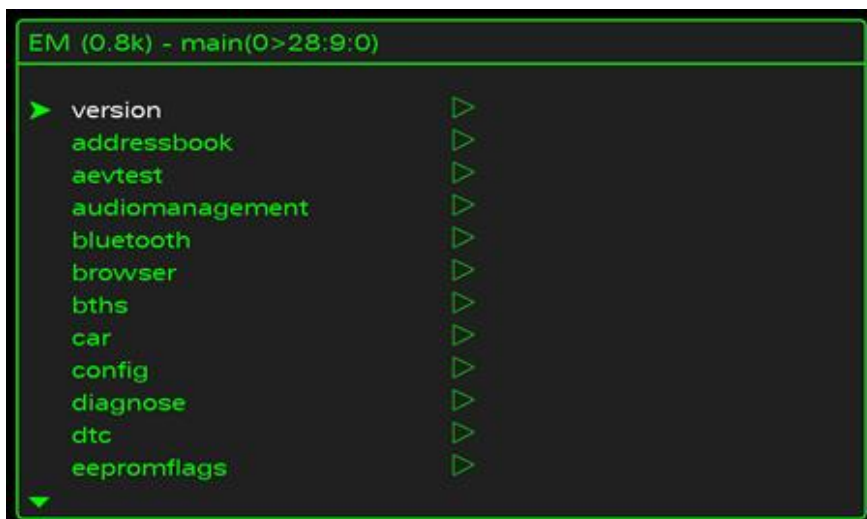 EM (0.8k) - main(0>28:9:0)
version
addressbook
aevtest
audiomanagement
bluetooth
browser
bths
car
config
diagnose
dtc
eepromflags